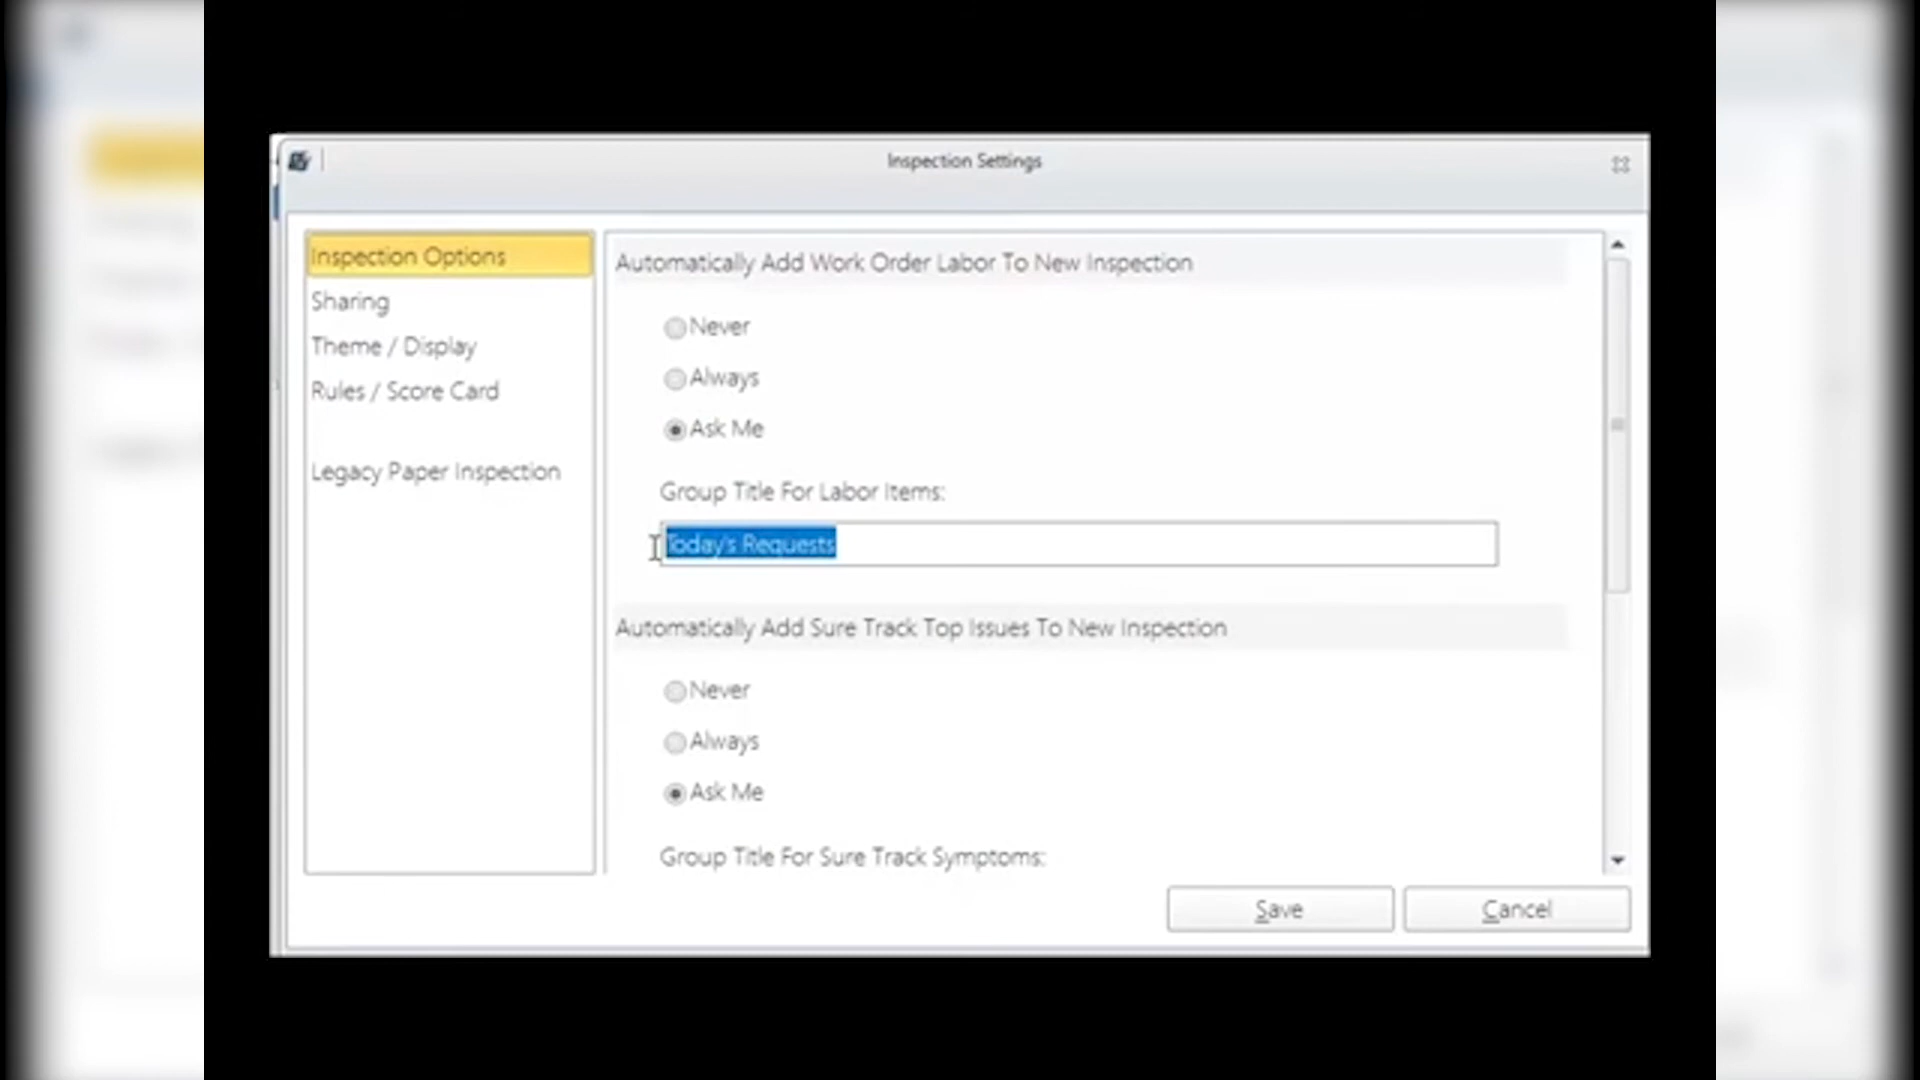 Inspection Settings
Inspection Options
Sharing
Theme / Display
Rules / Score Card
Legacy Paper Inspection
Automatically Add Work Order Labor To New Inspection
Never
Always
Ask Me
Group Title For Labor Items:
Today's Requests
Automatically Add Sure Track Top Issues To New Inspection
Never
Always
Ask Me
Group Title For Sure Track Symptoms:
Save
Cancel